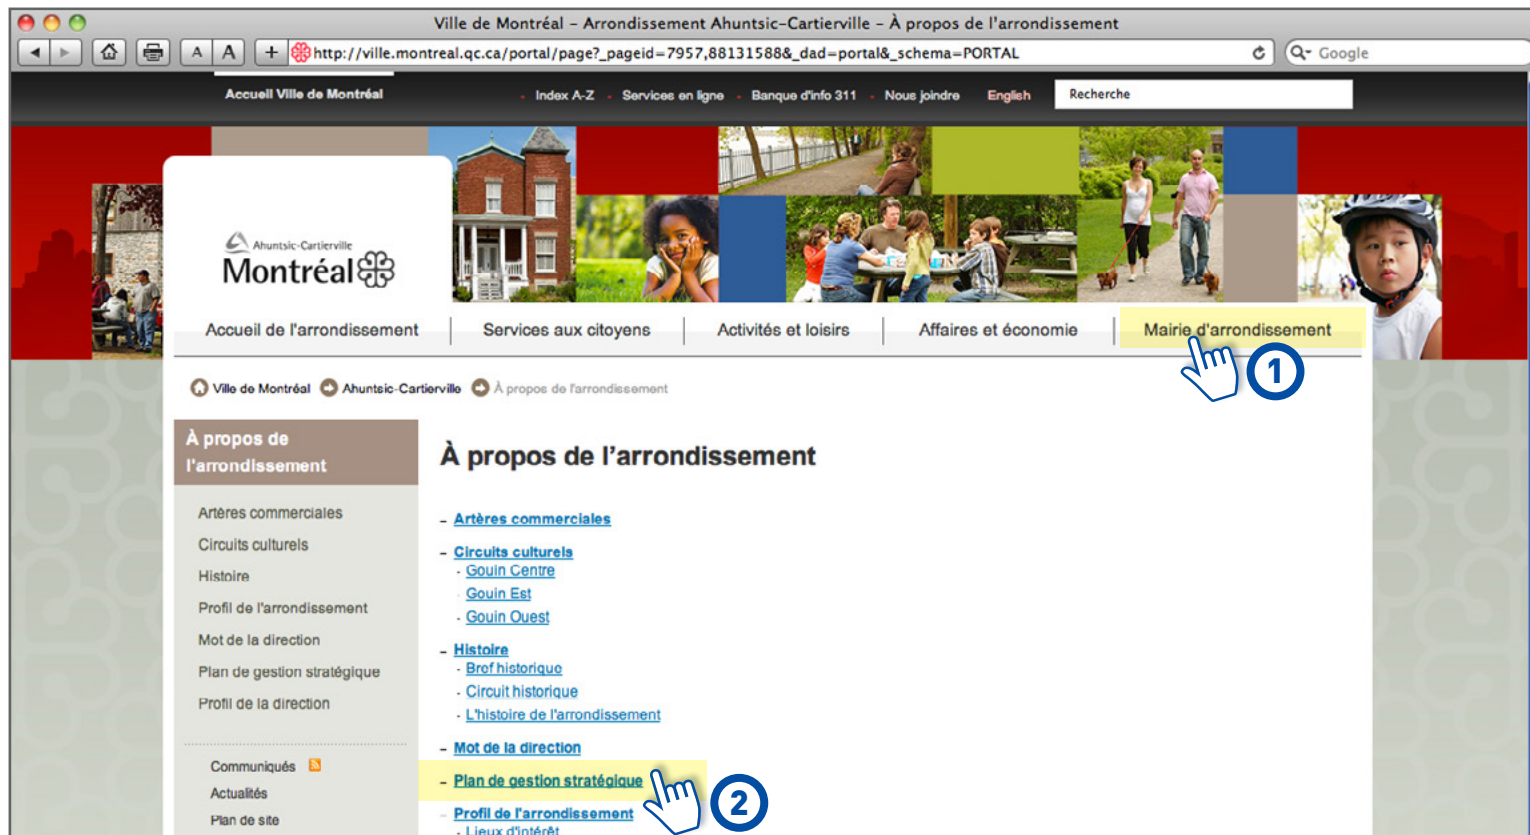 Ville de Montréal – Arrondissement Ahuntsic-Cartierville – À propos de l'arrondissement
A A + http://ville.montreal.qc.ca/portal/page?_pageid=7957,88131588&_dad=portal&_schema=PORTAL Google
Accueil Ville de Montréal - Index A-Z - Services en ligne - Banque d'info 311 - Nous joindre English Recherche
Ahuntsic-Cartierville
Montréal
Accueil de l'arrondissement | Services aux citoyens | Activités et loisirs | Affaires et économie | Mairie d'arrondissement
1
Ville de Montréal Ahuntsic-Cartierville À propos de l'arrondissement
À propos de
l'arrondissement
Artères commerciales
Circuits culturels
Histoire
Profil de l'arrondissement
Mot de la direction
Plan de gestion stratégique
Profil de la direction
Communiqués
Actualités
Plan de site
À propos de l'arrondissement
– Artères commerciales
– Circuits culturels
- Gouin Centre
- Gouin Est
- Gouin Ouest
– Histoire
- Bref historique
- Circuit historique
- L'histoire de l'arrondissement
– Mot de la direction
– Plan de gestion stratégique
2
– Profil de l'arrondissement
- Lieux d'intérêt